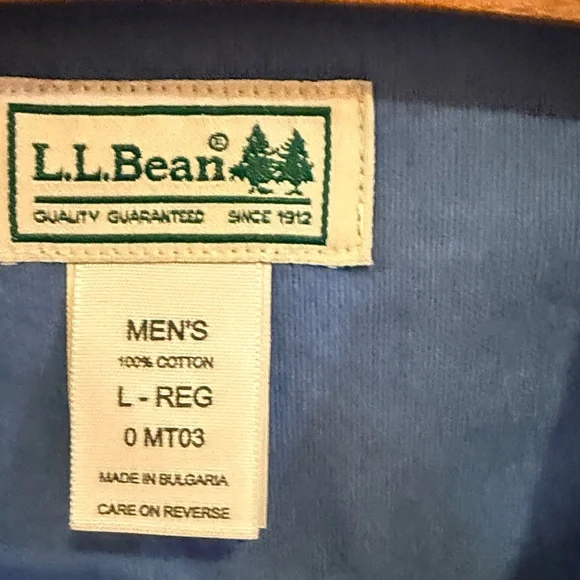 L.L.Bean®
QUALITY GUARANTEED SINCE 1912
MEN'S
100% COTTON
L - REG
0 MT03
MADE IN BULGARIA
CARE ON REVERSE